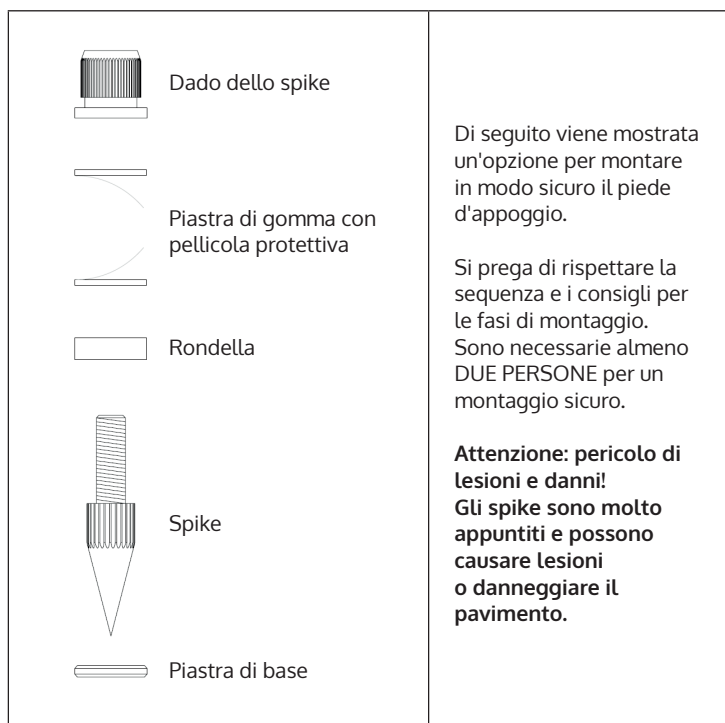 Dado dello spike
Piastra di gomma con
pellicola protettiva
Rondella
Spike
Piastra di base
Di seguito viene mostrata
un'opzione per montare
in modo sicuro il piede
d'appoggio.
Si prega di rispettare la
sequenza e i consigli per
le fasi di montaggio.
Sono necessarie almeno
DUE PERSONE per un
montaggio sicuro.
Attenzione: pericolo di
lesioni e danni!
Gli spike sono molto
appuntiti e possono
causare lesioni
o danneggiare il
pavimento.